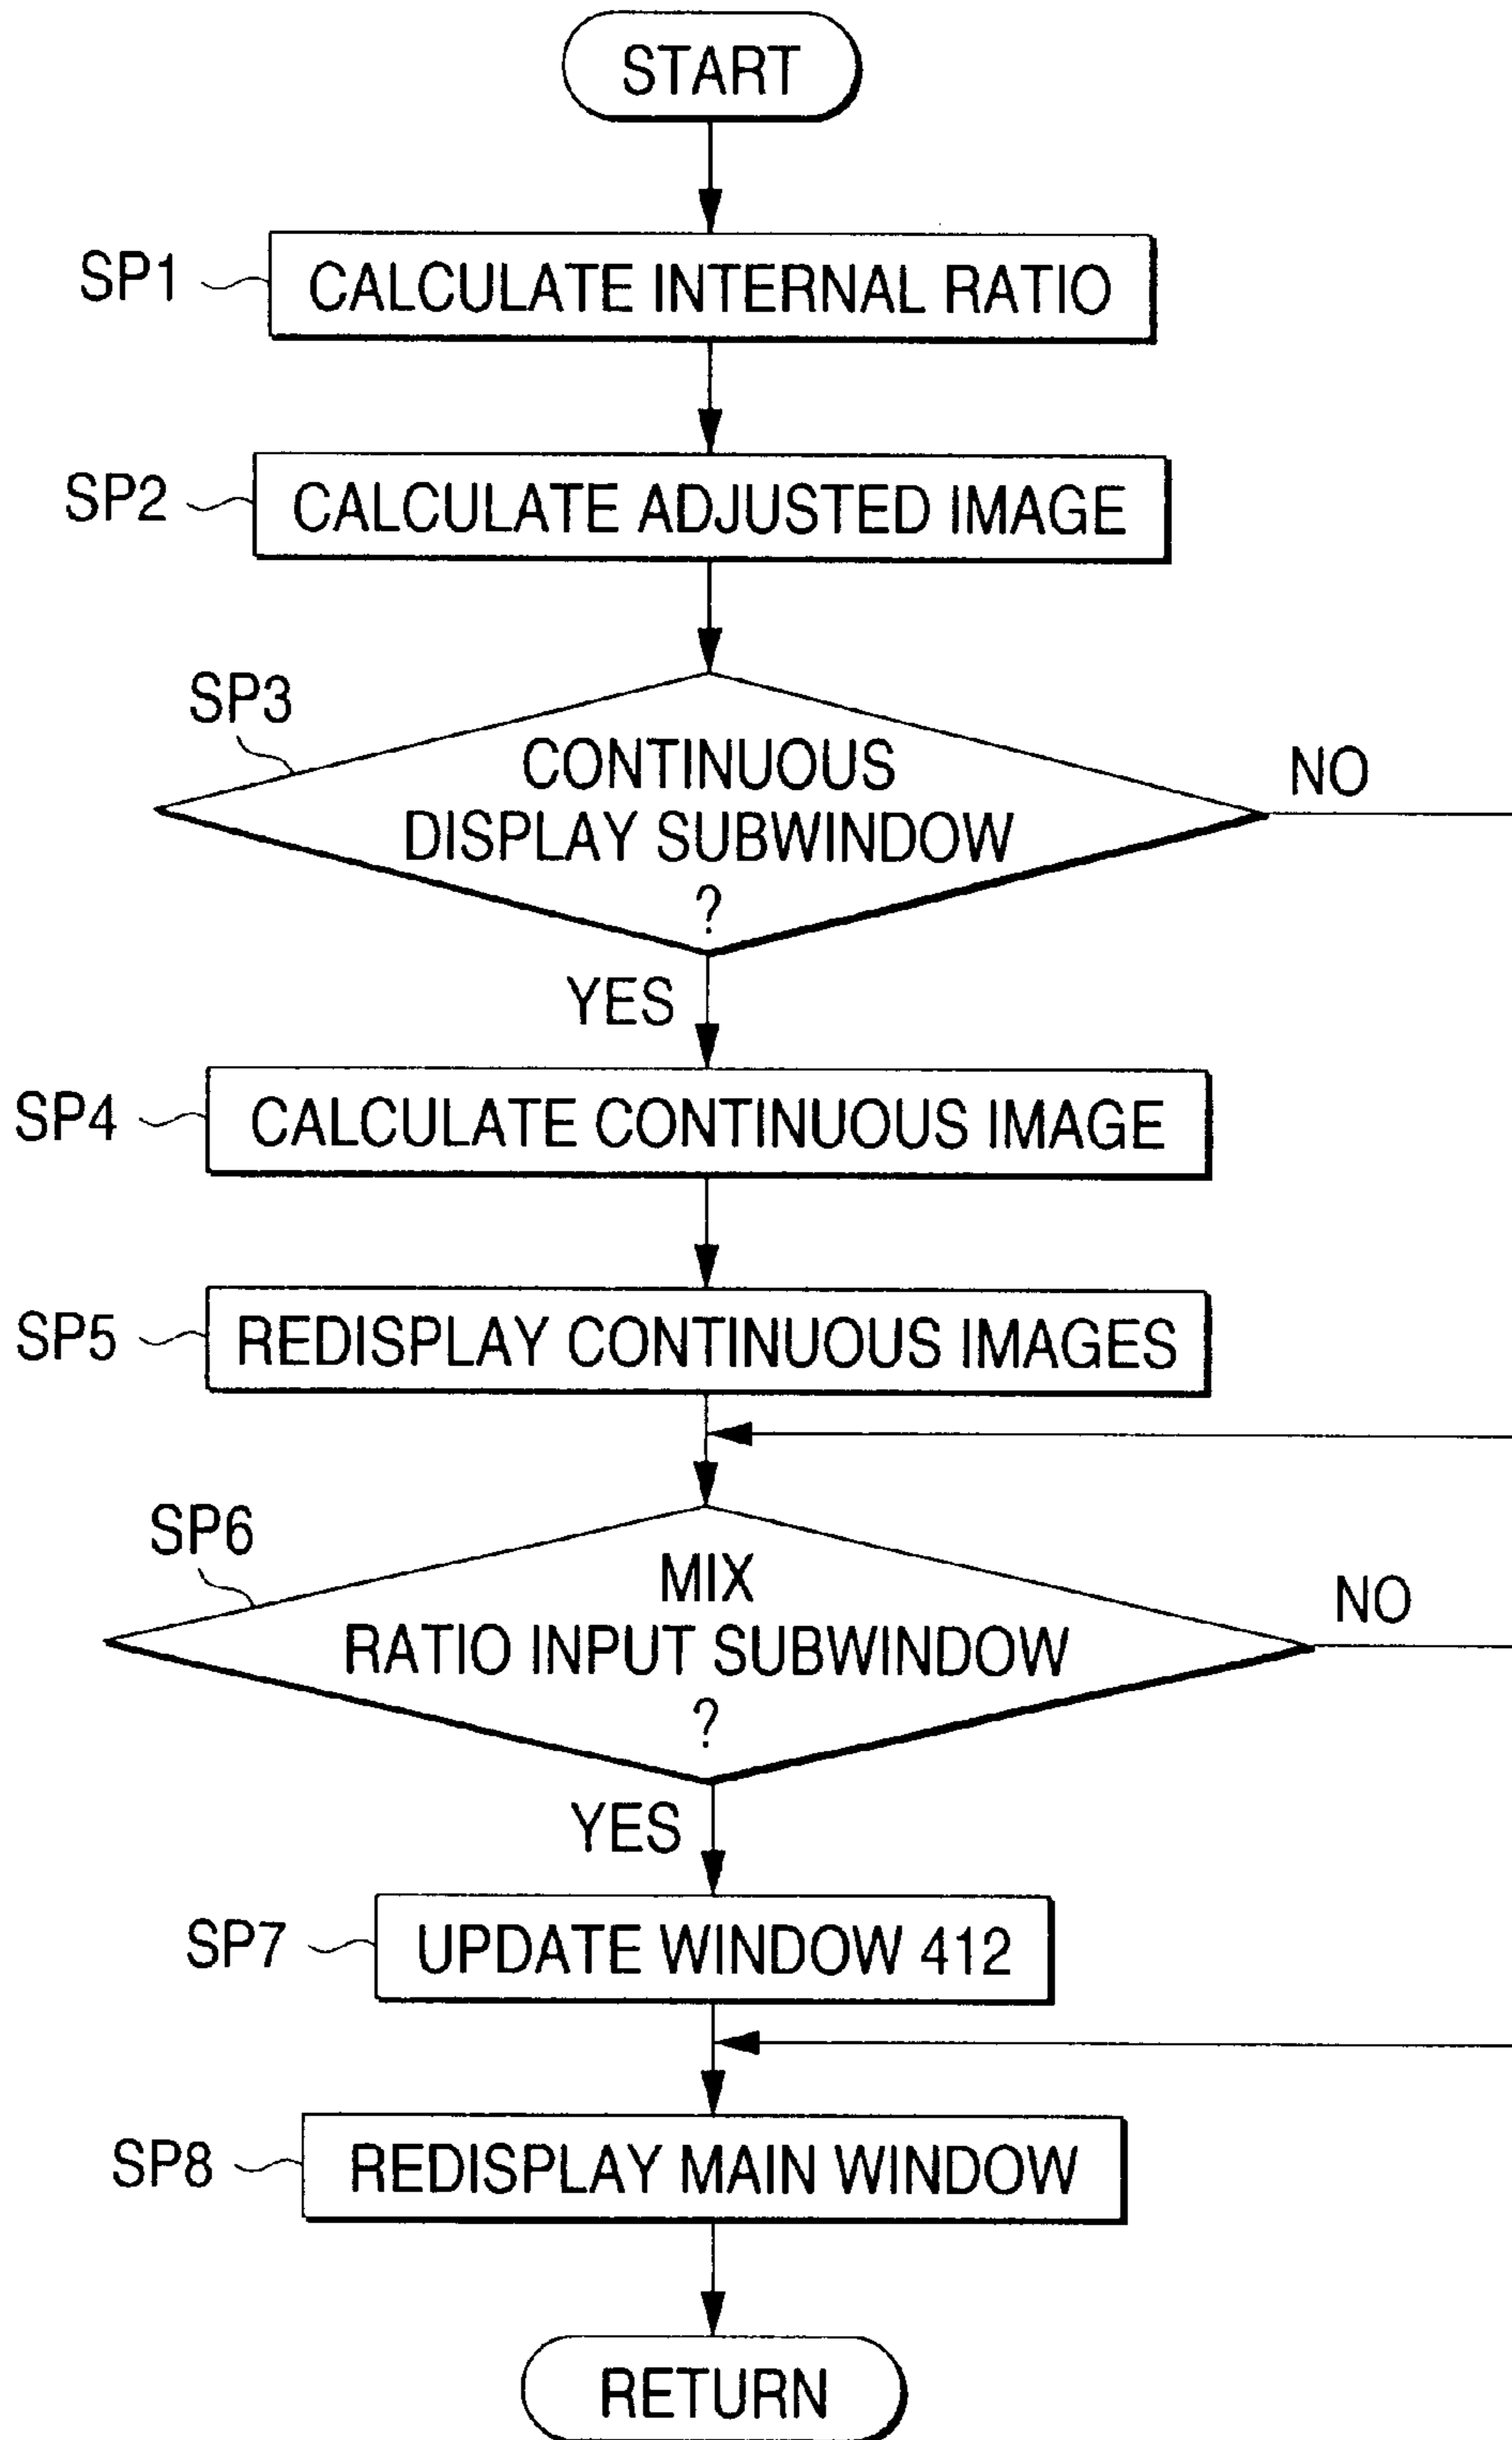 START
SP1
CALCULATE INTERNAL RATIO
SP2
CALCULATE ADJUSTED IMAGE
SP3
CONTINUOUS
DISPLAY SUBWINDOW
?
NO
YES
SP4
CALCULATE CONTINUOUS IMAGE
SP5
REDISPLAY CONTINUOUS IMAGES
SP6
MIX
RATIO INPUT SUBWINDOW
?
NO
YES
SP7
UPDATE WINDOW 412
SP8
REDISPLAY MAIN WINDOW
RETURN